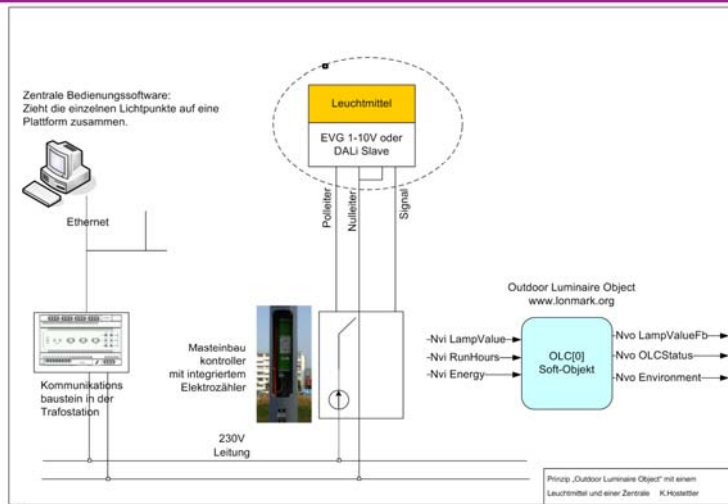 Zentrale Bedienungssoftware:
Zieht die einzelnen Lichtpunkte auf eine
Plattform zusammen.
Leuchtmittel
EVG 1-10V oder
DALi Slave
Polleiter
Nulleiter
Signal
Ethernet
Outdoor Luminaire Object
www.lonmark.org
Masteinbau
kontroller
mit integriertem
Elektrozähler
Nvi LampValue
Nvi RunHours
Nvi Energy
OLC[0]
Soft-Objekt
Nvo LampValueFb
Nvo OLCStatus
Nvo Environment
Kommunikations
baustein in der
Trafostation
230V
Leitung
Prinzip „Outdoor Luminaire Object" mit einem
Leuchtmittel und einer Zentrale K.Hostettler